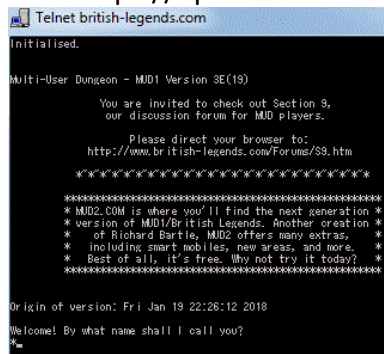 Telnet british-legends.com
Initialised.
Multi-User Dungeon - MUD1 Version 3E(19)
You are invited to check out Section 9,
our discussion forum for MUD players.
Please direct your browser to:
http://www.british-legends.com/Forums/S9.htm
*"*"*"*"*"*"*"*"*"*"*"*"*"*"*"*"*"*"*"*"*"*"*"*
****************************************************
* MUD2.COM is where you'll find the next generation *
* version of MUD1/British Legends. Another creation *
* of Richard Bartle, MUD2 offers many extras, *
* including smart mobiles, new areas, and more. *
* Best of all, it's free. Why not try it today? *
****************************************************
Origin of version: Fri Jan 19 22:26:12 2018
Welcome! By what name shall I call you?
*_